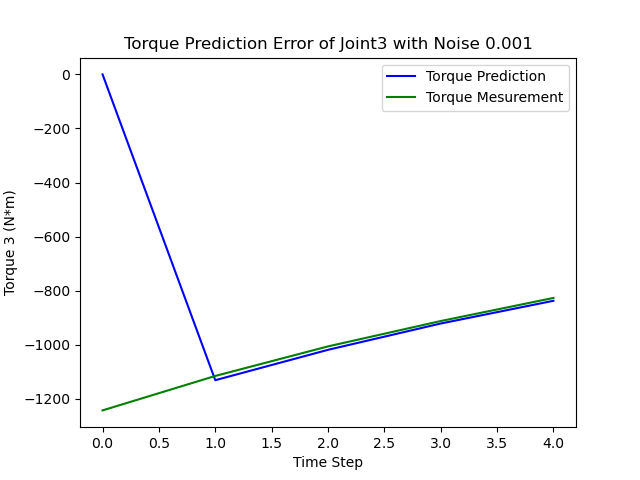 Torque Prediction Error of Joint3 with Noise 0.001
Torque Prediction
Torque Mesurement
Torque 3 (N*m)
0
−200
−400
−600
−800
−1000
−1200
0.0 0.5 1.0 1.5 2.0 2.5 3.0 3.5 4.0
Time Step